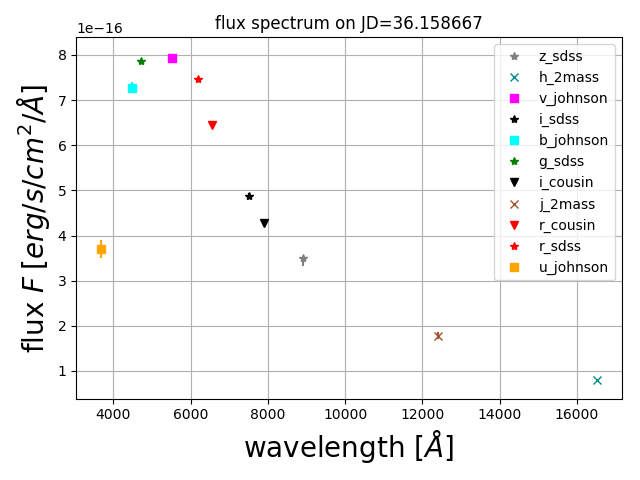 flux spectrum on JD=36.158667
1e−16
8
7
6
5
4
3
2
1
flux F [erg/s/cm²/Å]
z_sdss
h_2mass
v_johnson
i_sdss
b_johnson
g_sdss
i_cousin
j_2mass
r_cousin
r_sdss
u_johnson
4000 6000 8000 10000 12000 14000 16000
wavelength [Å]